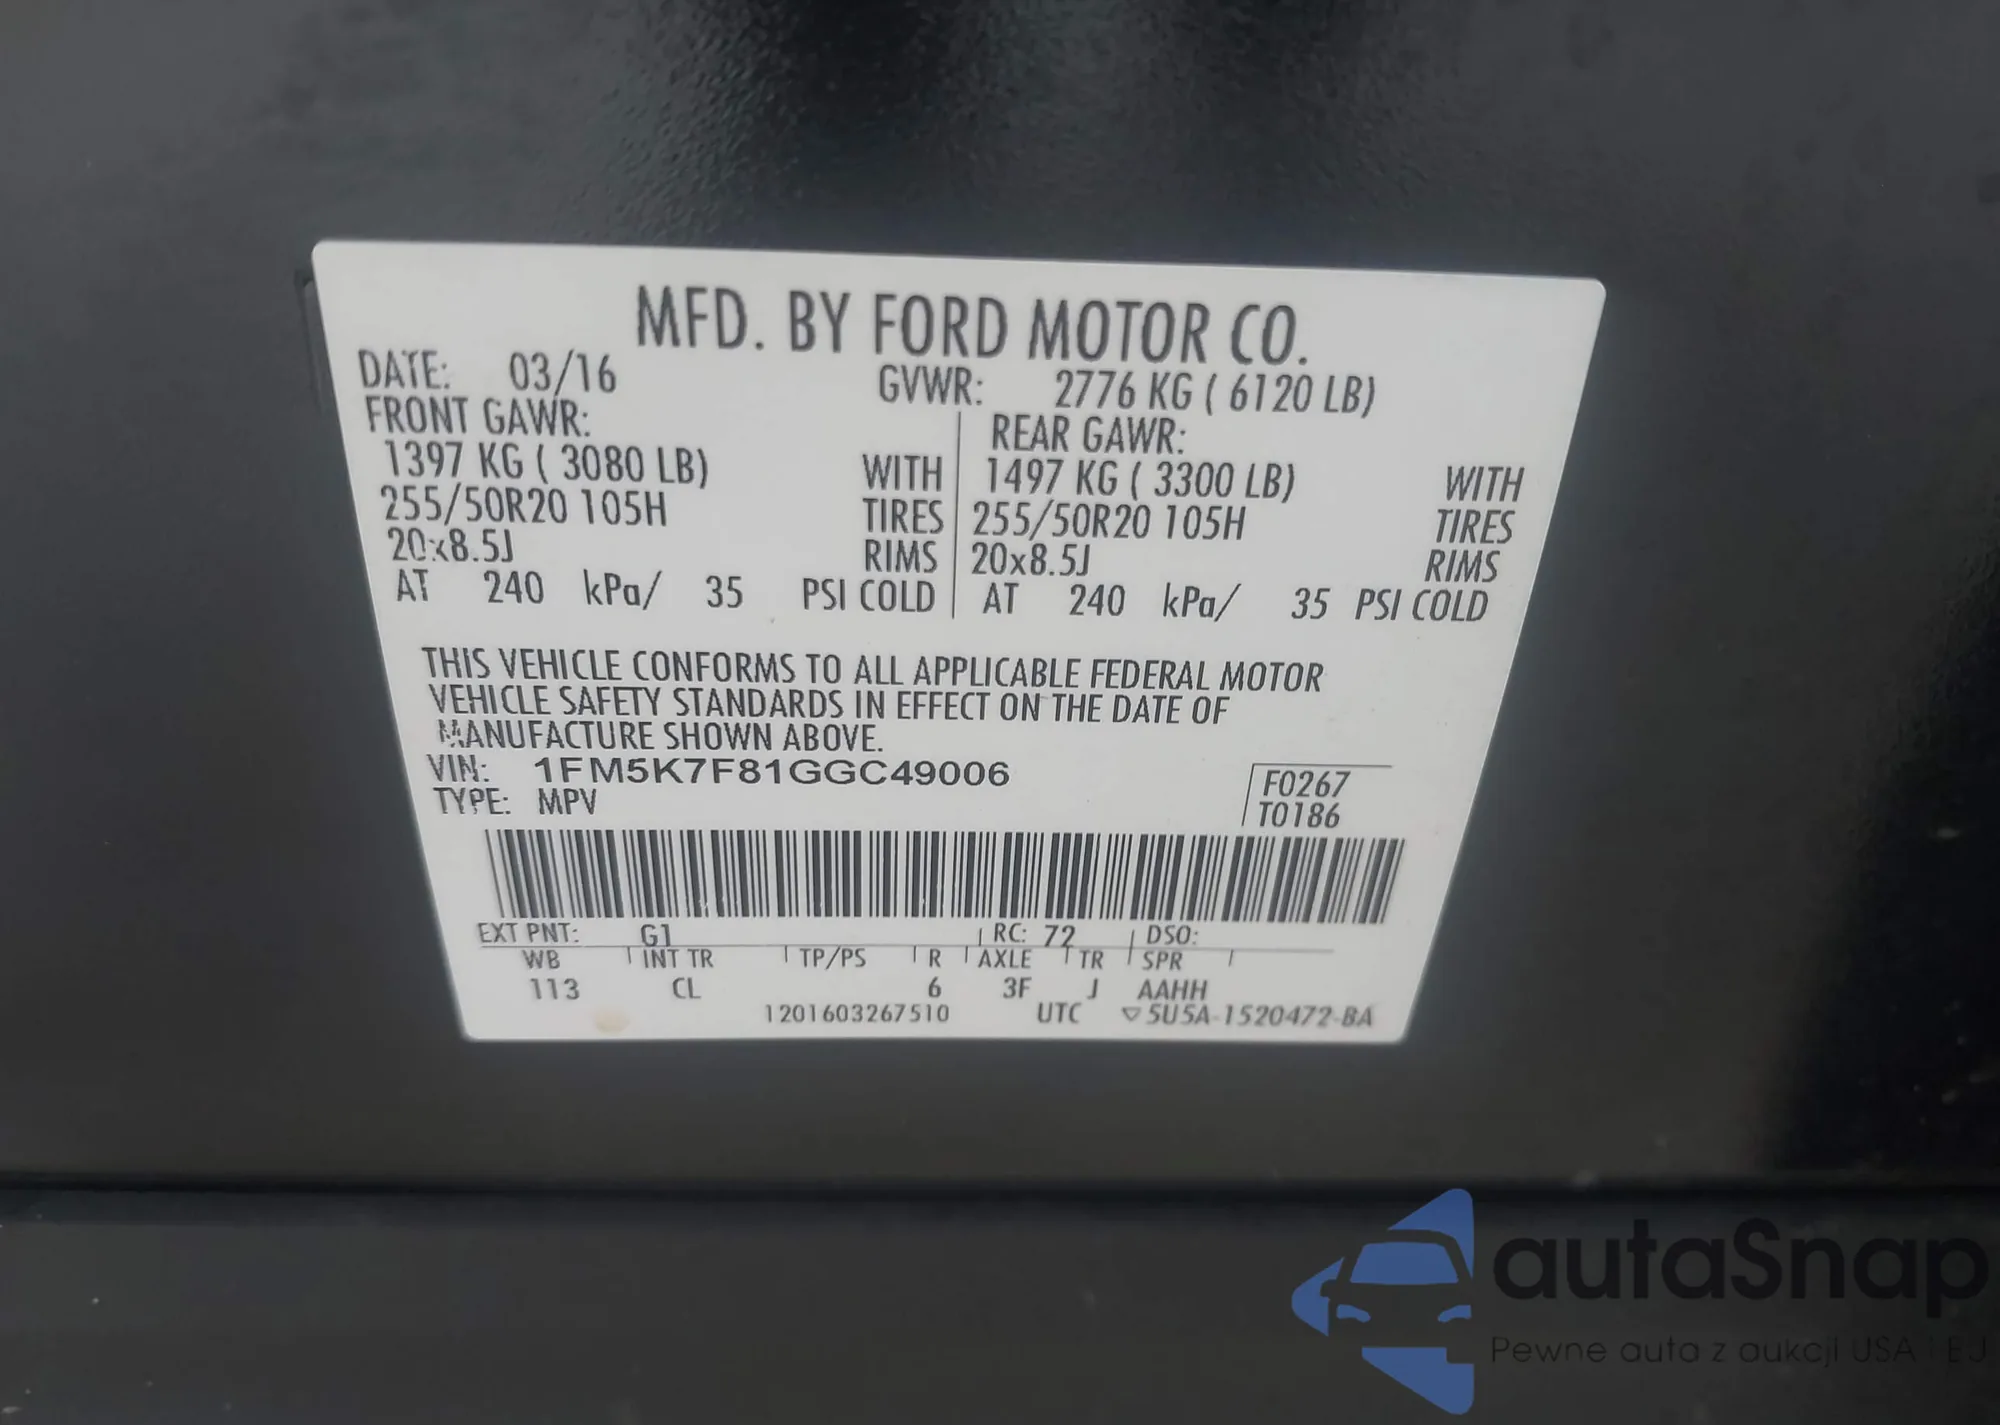 MFD. BY FORD MOTOR CO.
DATE: 03/16 GVWR: 2776 KG ( 6120 LB)
FRONT GAWR: REAR GAWR:
1397 KG ( 3080 LB) WITH 1497 KG ( 3300 LB) WITH
255/50R20 105H TIRES 255/50R20 105H TIRES
20x8.5J RIMS 20x8.5J RIMS
AT 240 kPa/ 35 PSI COLD AT 240 kPa/ 35 PSI COLD
THIS VEHICLE CONFORMS TO ALL APPLICABLE FEDERAL MOTOR
VEHICLE SAFETY STANDARDS IN EFFECT ON THE DATE OF
MANUFACTURE SHOWN ABOVE.
VIN: 1FM5K7F81GGC49006 F0267
TYPE: MPV T0186
EXT PNT: G1 RC: 72 DSO:
WB INT TR TP/PS R AXLE TR SPR
113 CL 6 3F J AAHH
1201603267510 UTC ▽5U5A-1520472-BA
autaSnap
Pewne auta z aukcji USA i EJ